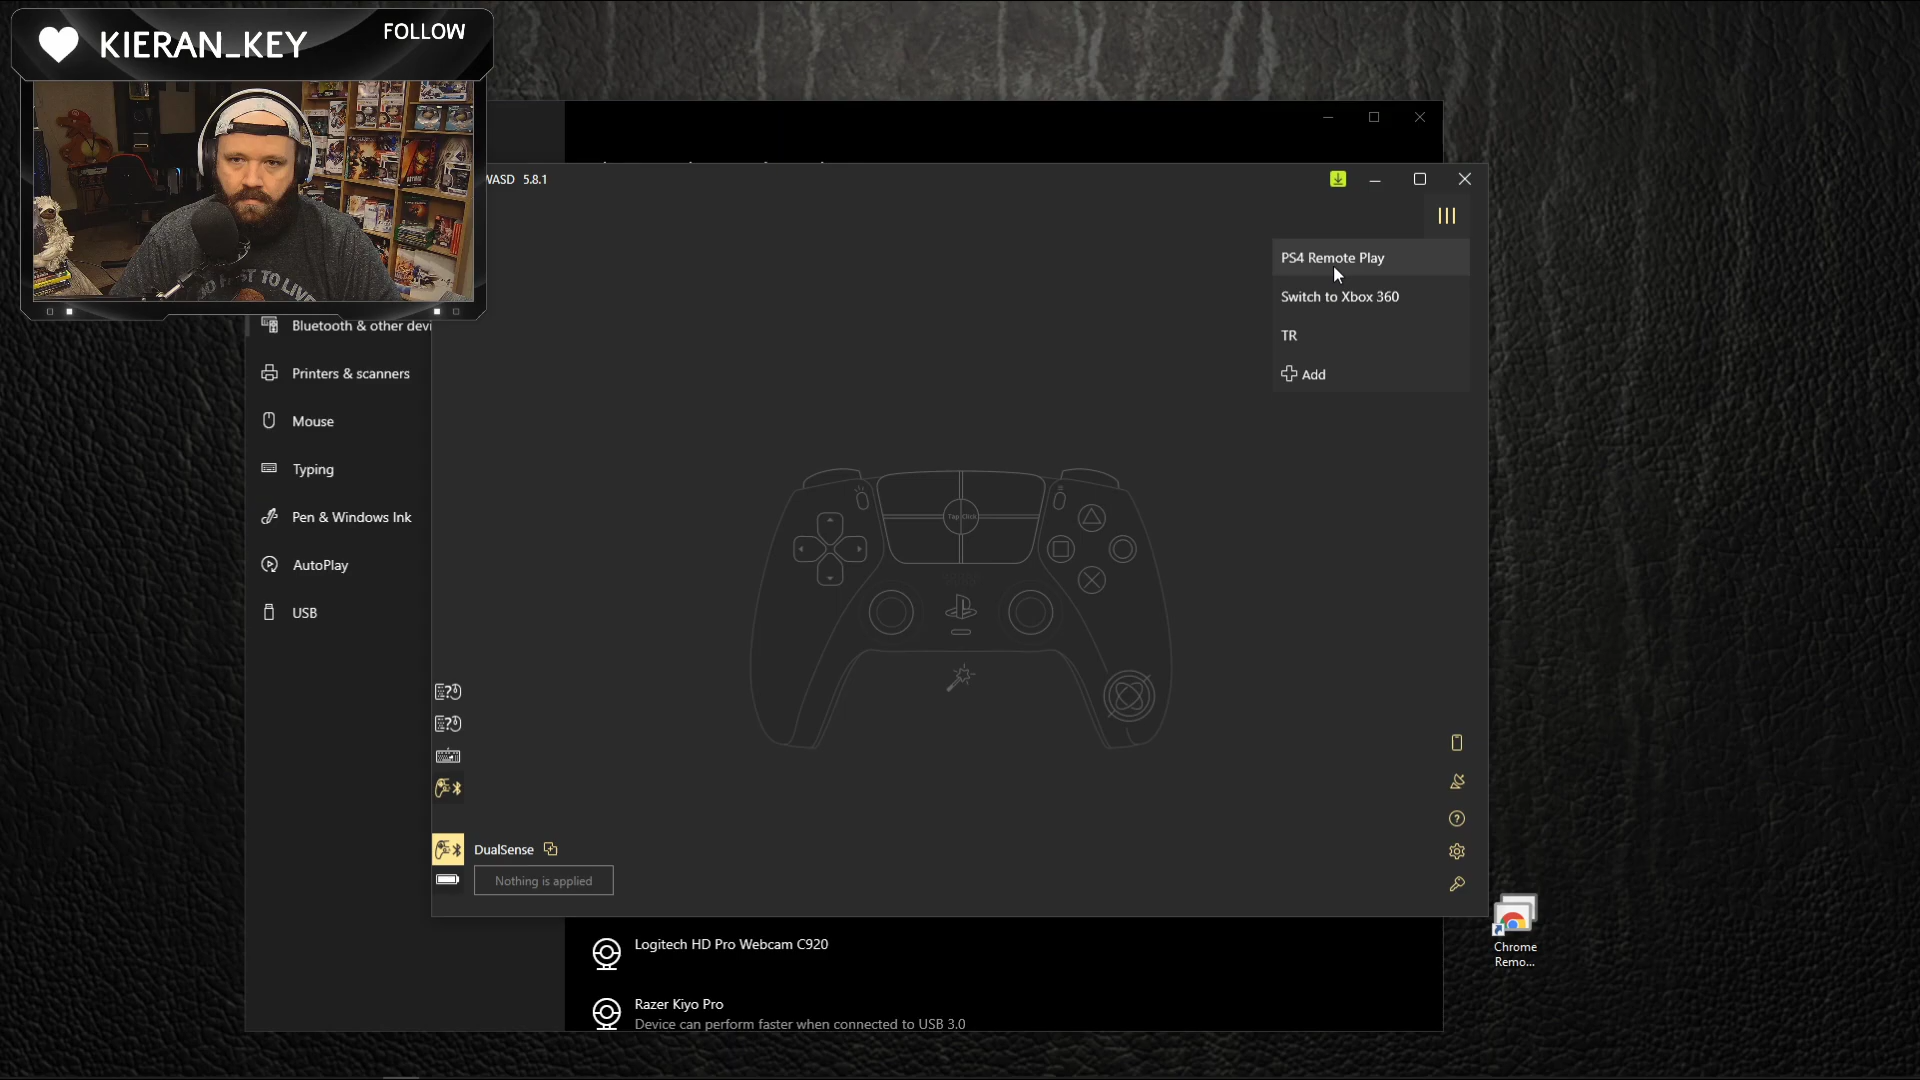 KIERAN_KEY
FOLLOW
WASD 5.8.1
PS4 Remote Play
Switch to Xbox 360
TR
Add
Bluetooth & other devi
Printers & scanners
Mouse
Typing
Pen & Windows Ink
AutoPlay
USB
DualSense
Nothing is applied
Logitech HD Pro Webcam C920
Razer Kiyo Pro
Device can perform faster when connected to USB 3.0
Chrome
Remo...